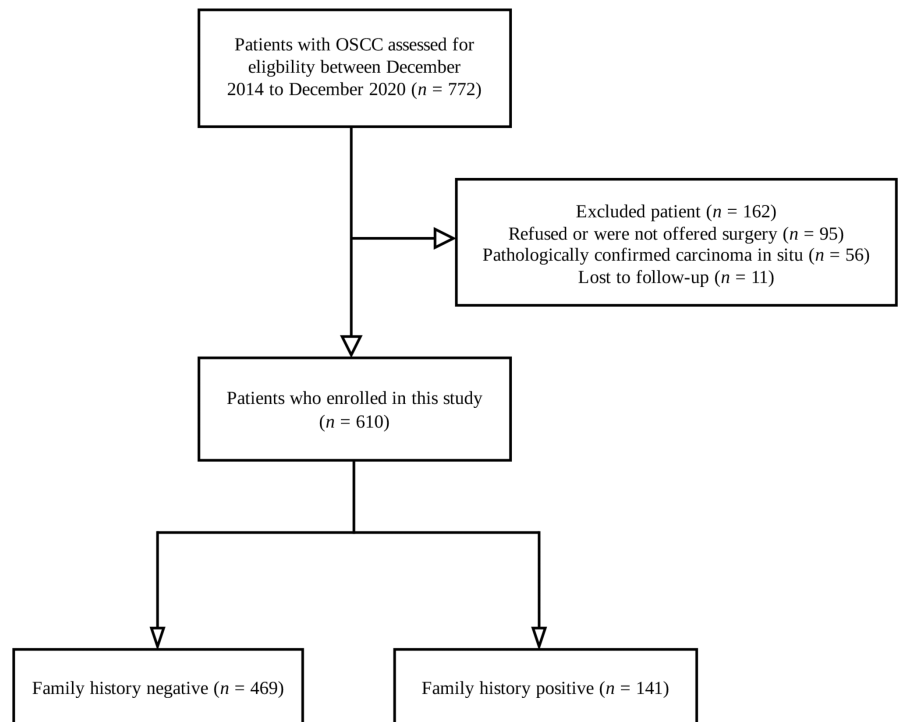 Patients with OSCC assessed for
eligbility between December
2014 to December 2020 (n = 772)
Excluded patient (n = 162)
Refused or were not offered surgery (n = 95)
Pathologically confirmed carcinoma in situ (n = 56)
Lost to follow-up (n = 11)
Patients who enrolled in this study
(n = 610)
Family history negative (n = 469)
Family history positive (n = 141)